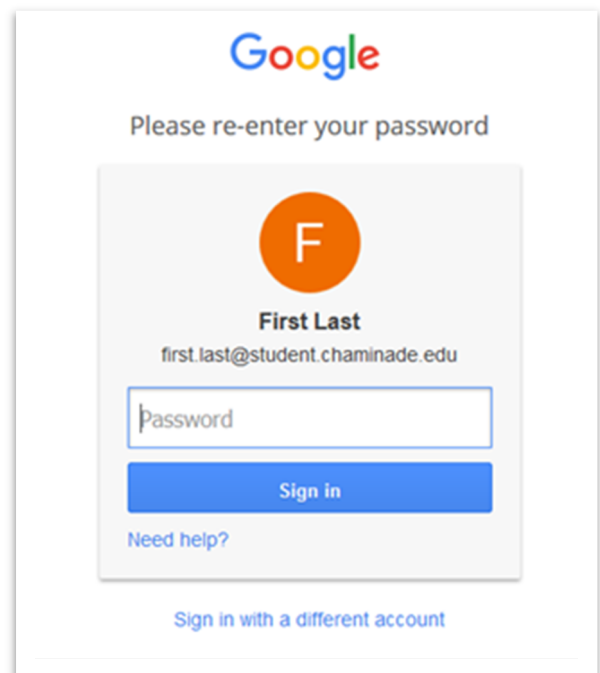 Google
Please re-enter your password
F
First Last
first.last@student.chaminade.edu
Password
Sign in
Need help?
Sign in with a different account